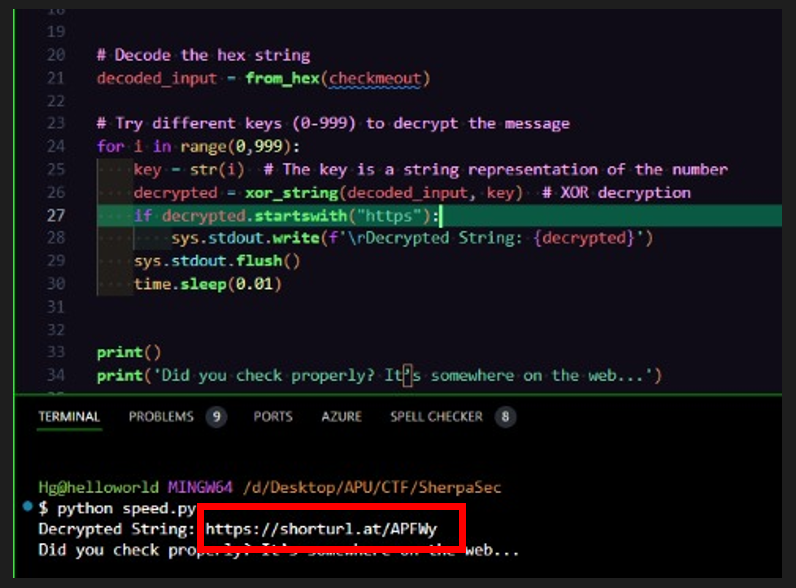 18
19
20 # Decode the hex string
21 decoded_input = from_hex(checkmeout)
22
23 # Try different keys (0-999) to decrypt the message
24 for i in range(0,999):
25 key = str(i) # The key is a string representation of the number
26 decrypted = xor_string(decoded_input, key) # XOR decryption
27 if decrypted.startswith("https"):
28 sys.stdout.write(f'\rDecrypted String: {decrypted}')
29 sys.stdout.flush()
30 time.sleep(0.01)
31
32
33 print()
34 print('Did you check properly? It’s somewhere on the web...')
TERMINAL PROBLEMS 9 PORTS AZURE SPELL CHECKER 8
Hg@helloworld MINGW64 /d/Desktop/APU/CTF/SherpaSec
$ python speed.py
Decrypted String: https://shorturl.at/APFWy
Did you check properly? It’s somewhere on the web...